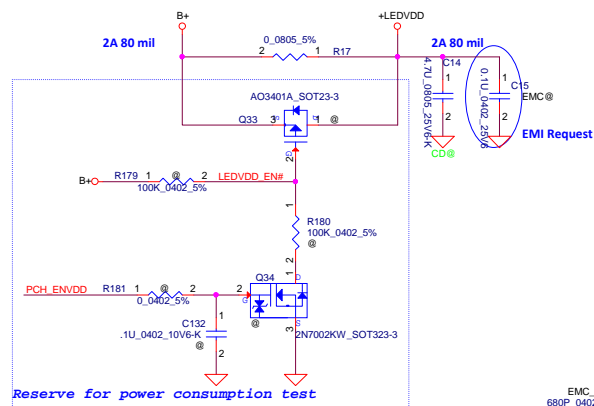 B+
+LEDVDD
2A 80 mil
0_0805_5%
2A 80 mil
2
1
R17
C14
4.7U_0805_25V6-K
1
2
CD@
0.1U_0402_25V6
1
2
C15
EMC@
EMI Request
AO3401A_SOT23-3
@
Q33
3
S
D
1
@
G
2
B+
R179
1
@
2
LEDVDD_EN#
100K_0402_5%
1
R180
100K_0402_5%
@
2
PCH_ENVDD
R181
1
@
2
0_0402_5%
2
G
Q34
1
D
@
S
3
2N7002KW_SOT323-3
1
C132
.1U_0402_10V6-K
@
2
Reserve for power consumption test
EMC_
680P_0402